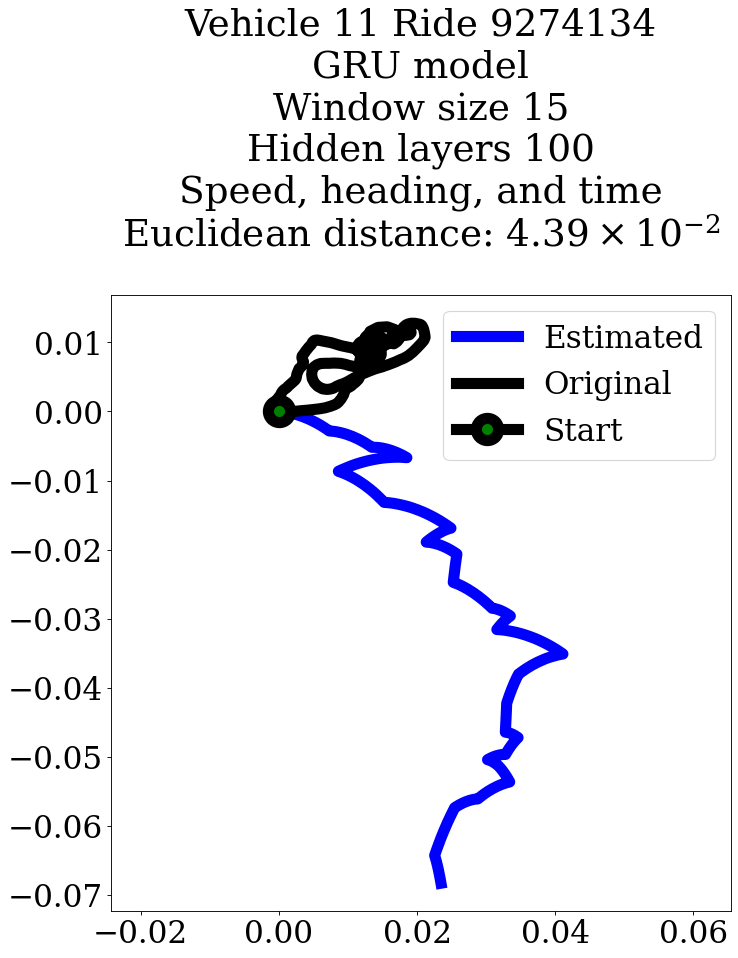 Vehicle 11 Ride 9274134
GRU model
Window size 15
Hidden layers 100
Speed, heading, and time
Euclidean distance: 4.39 × 10⁻²
Estimated
Original
Start
0.01
0.00
−0.01
−0.02
−0.03
−0.04
−0.05
−0.06
−0.07
−0.02 0.00 0.02 0.04 0.06